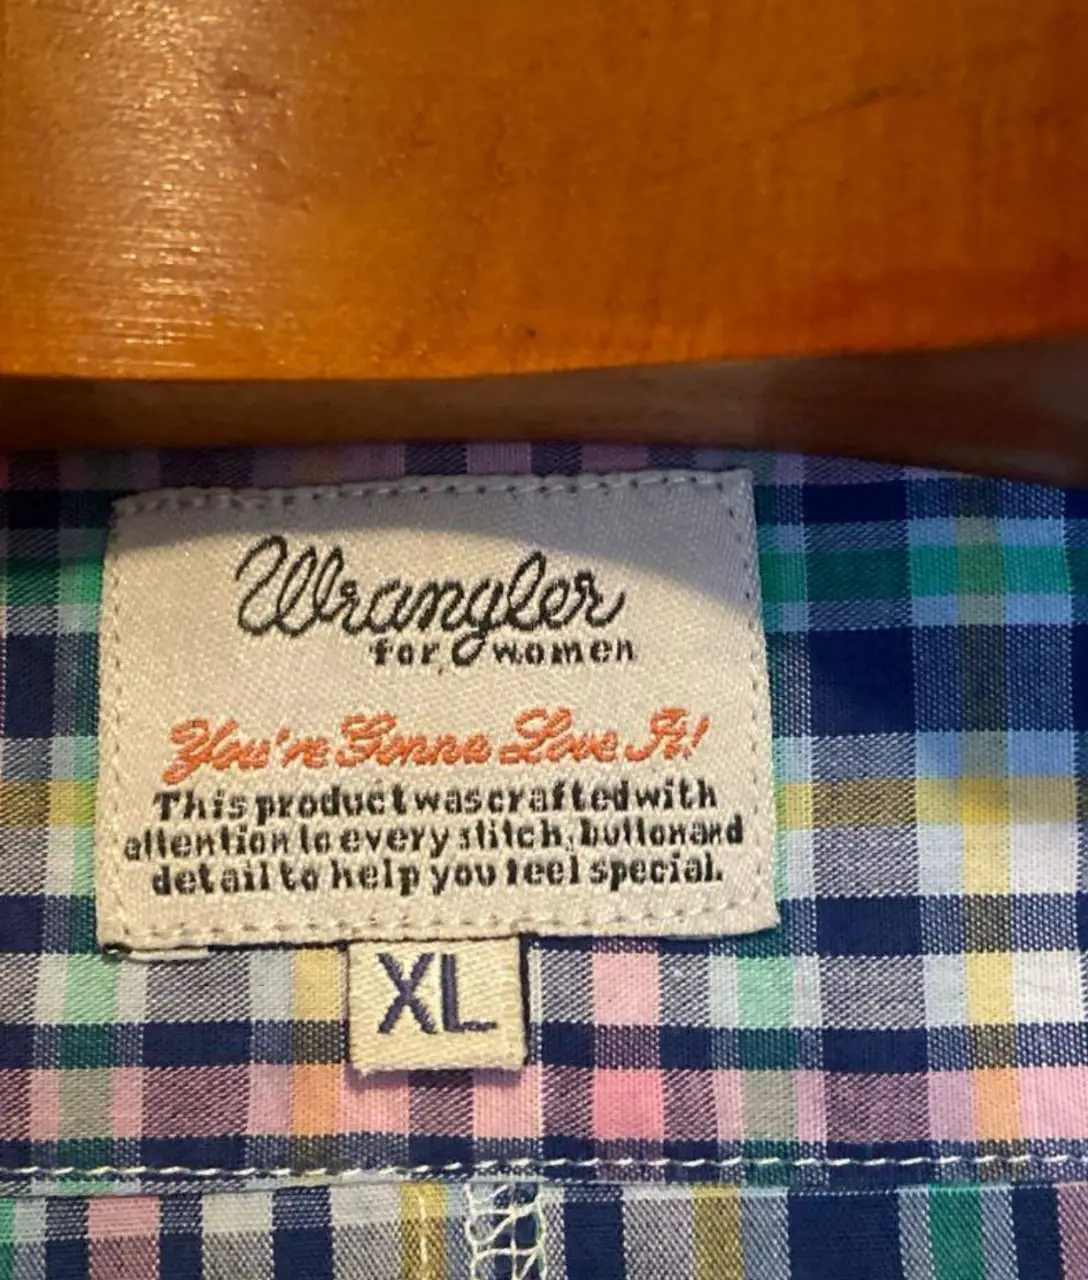 Wrangler
for women
You're Gonna Love It!
This product was crafted with
attention to every stitch, button and
detail to help you feel special.
XL